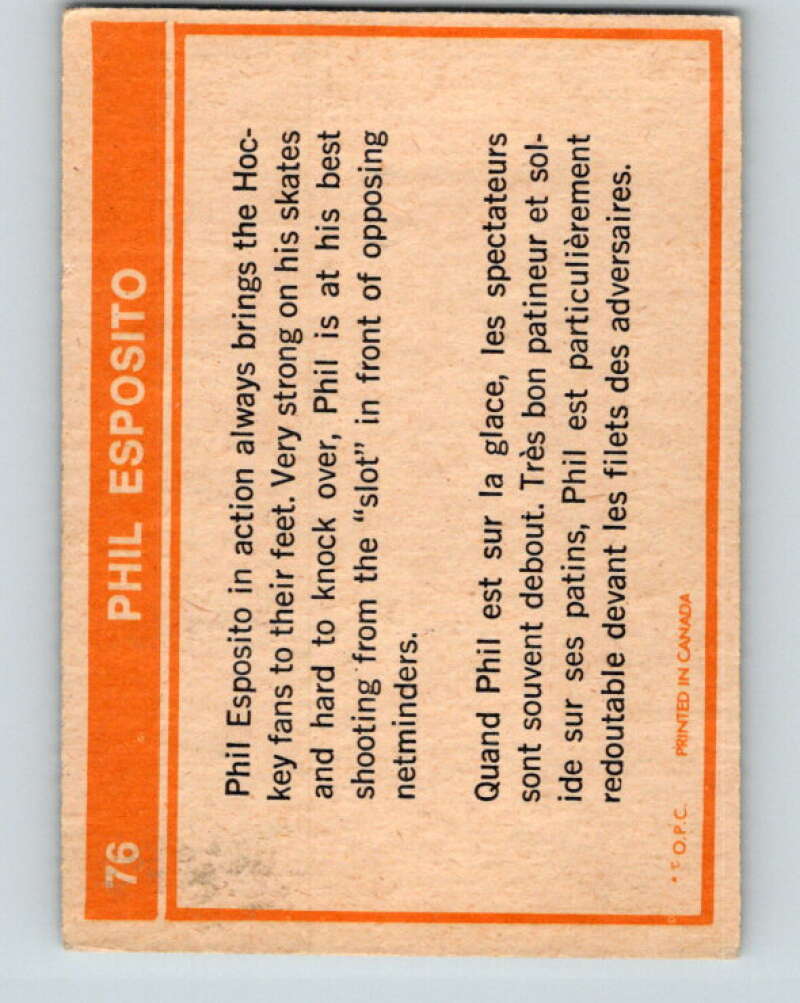 76 PHIL ESPOSITO
Phil Esposito in action always brings the Hoc-
key fans to their feet. Very strong on his skates
and hard to knock over, Phil is at his best
shooting from the “slot” in front of opposing
netminders.
Quand Phil est sur la glace, les spectateurs
sont souvent debout. Très bon patineur et sol-
ide sur ses patins, Phil est particulièrement
redoutable devant les filets des adversaires.
O.P.C. PRINTED IN CANADA